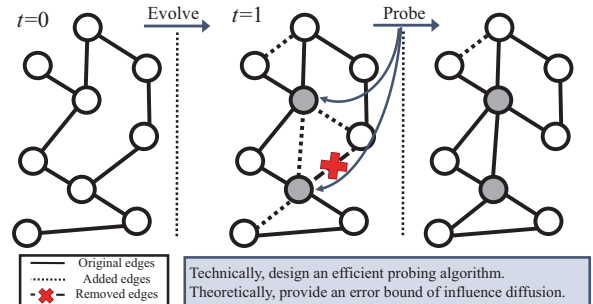 t=0
Evolve
t=1
Probe
Original edges
Added edges
Removed edges
Technically, design an efficient probing algorithm.
Theoretically, provide an error bound of influence diffusion.